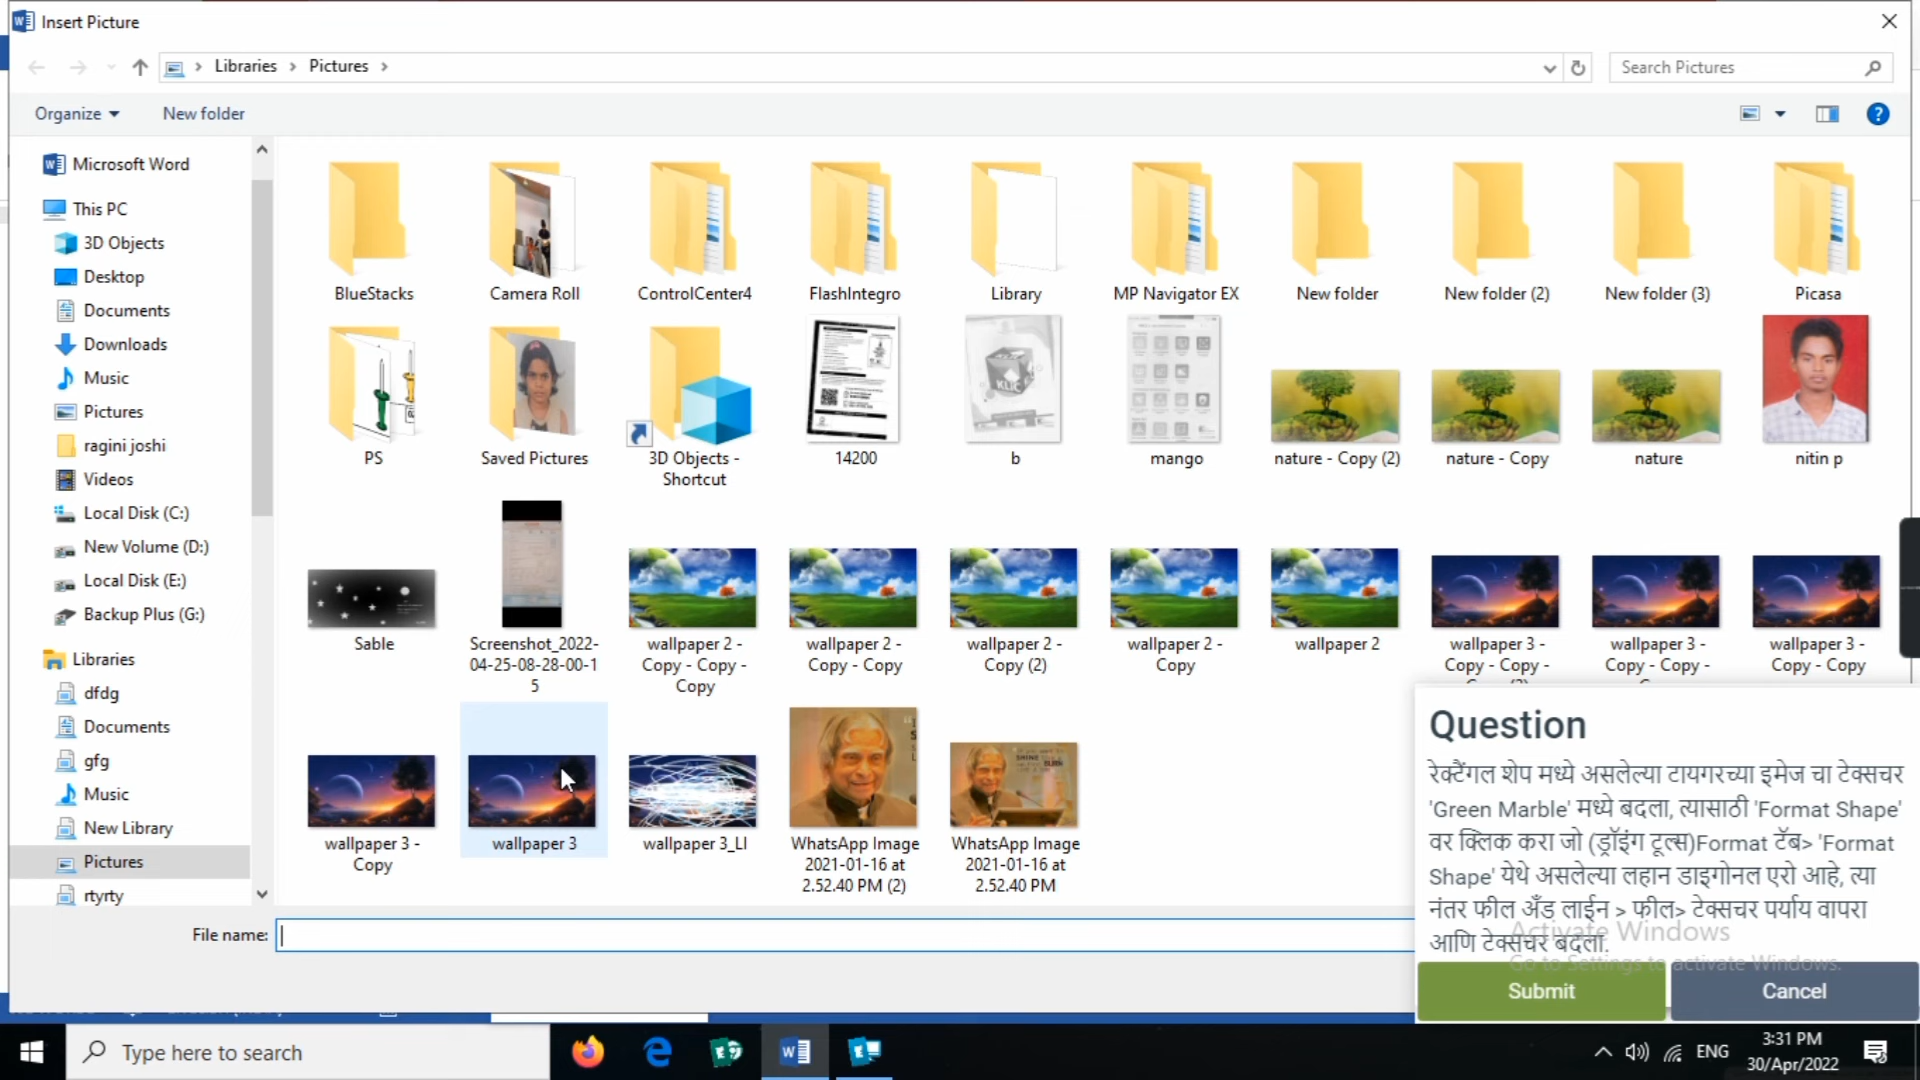 Insert Picture
Libraries
Pictures
Search Pictures
Organize
New folder
Microsoft Word
This PC
3D Objects
Desktop
Documents
Downloads
Music
Pictures
ragini joshi
Videos
Local Disk (C:)
New Volume (D:)
Local Disk (E:)
Backup Plus (G:)
Libraries
dfdg
Documents
gfg
Music
New Library
Pictures
rtyrty
BlueStacks
Camera Roll
ControlCenter4
FlashIntegro
Library
MP Navigator EX
New folder
New folder (2)
New folder (3)
Picasa
PS
Saved Pictures
3D Objects -
Shortcut
14200
b
mango
nature - Copy (2)
nature - Copy
nature
nitin p
Sable
Screenshot_2022-
04-25-08-28-00-1
5
wallpaper 2 -
Copy - Copy -
Copy
wallpaper 2 -
Copy - Copy
wallpaper 2 -
Copy (2)
wallpaper 2 -
Copy
wallpaper 2
wallpaper 3 -
Copy - Copy -
wallpaper 3 -
Copy - Copy -
wallpaper 3 -
Copy - Copy
wallpaper 3 -
Copy
wallpaper 3
wallpaper 3_LI
WhatsApp Image
2021-01-16 at
2.52.40 PM (2)
WhatsApp Image
2021-01-16 at
2.52.40 PM
File name:
Question
रेक्टँगल शेप मध्ये असलेल्या टायगरच्या इमेज चा टेक्सचर
'Green Marble' मध्ये बदला, त्यासाठी 'Format Shape'
वर क्लिक करा जो (ड्रॉइंग टूल्स)Format टॅब> 'Format
Shape' येथे असलेल्या लहान डाइगोनल एरो आहे, त्या
नंतर फील अँड लाईन > फील> टेक्सचर पर्याय वापरा
आणि टेक्सचर बदला.
Activate Windows
Go to Settings to activate Windows.
Submit
Cancel
Type here to search
ENG
3:31 PM
30/Apr/2022